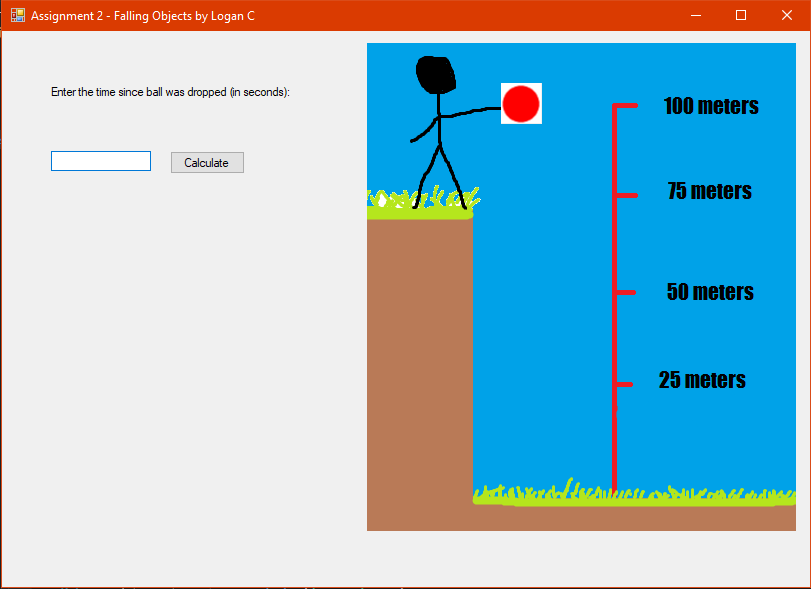 Assignment 2 - Falling Objects by Logan C
Enter the time since ball was dropped (in seconds):
Calculate
100 meters
75 meters
50 meters
25 meters